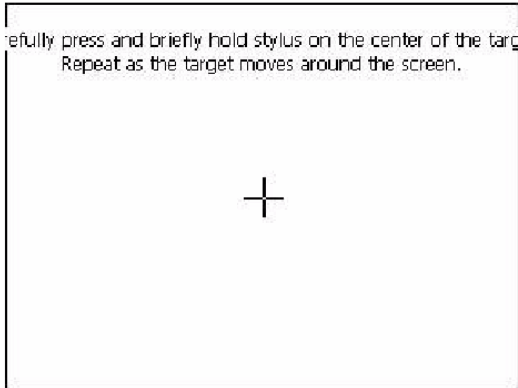 refully press and briefly hold stylus on the center of the targ
Repeat as the target moves around the screen.